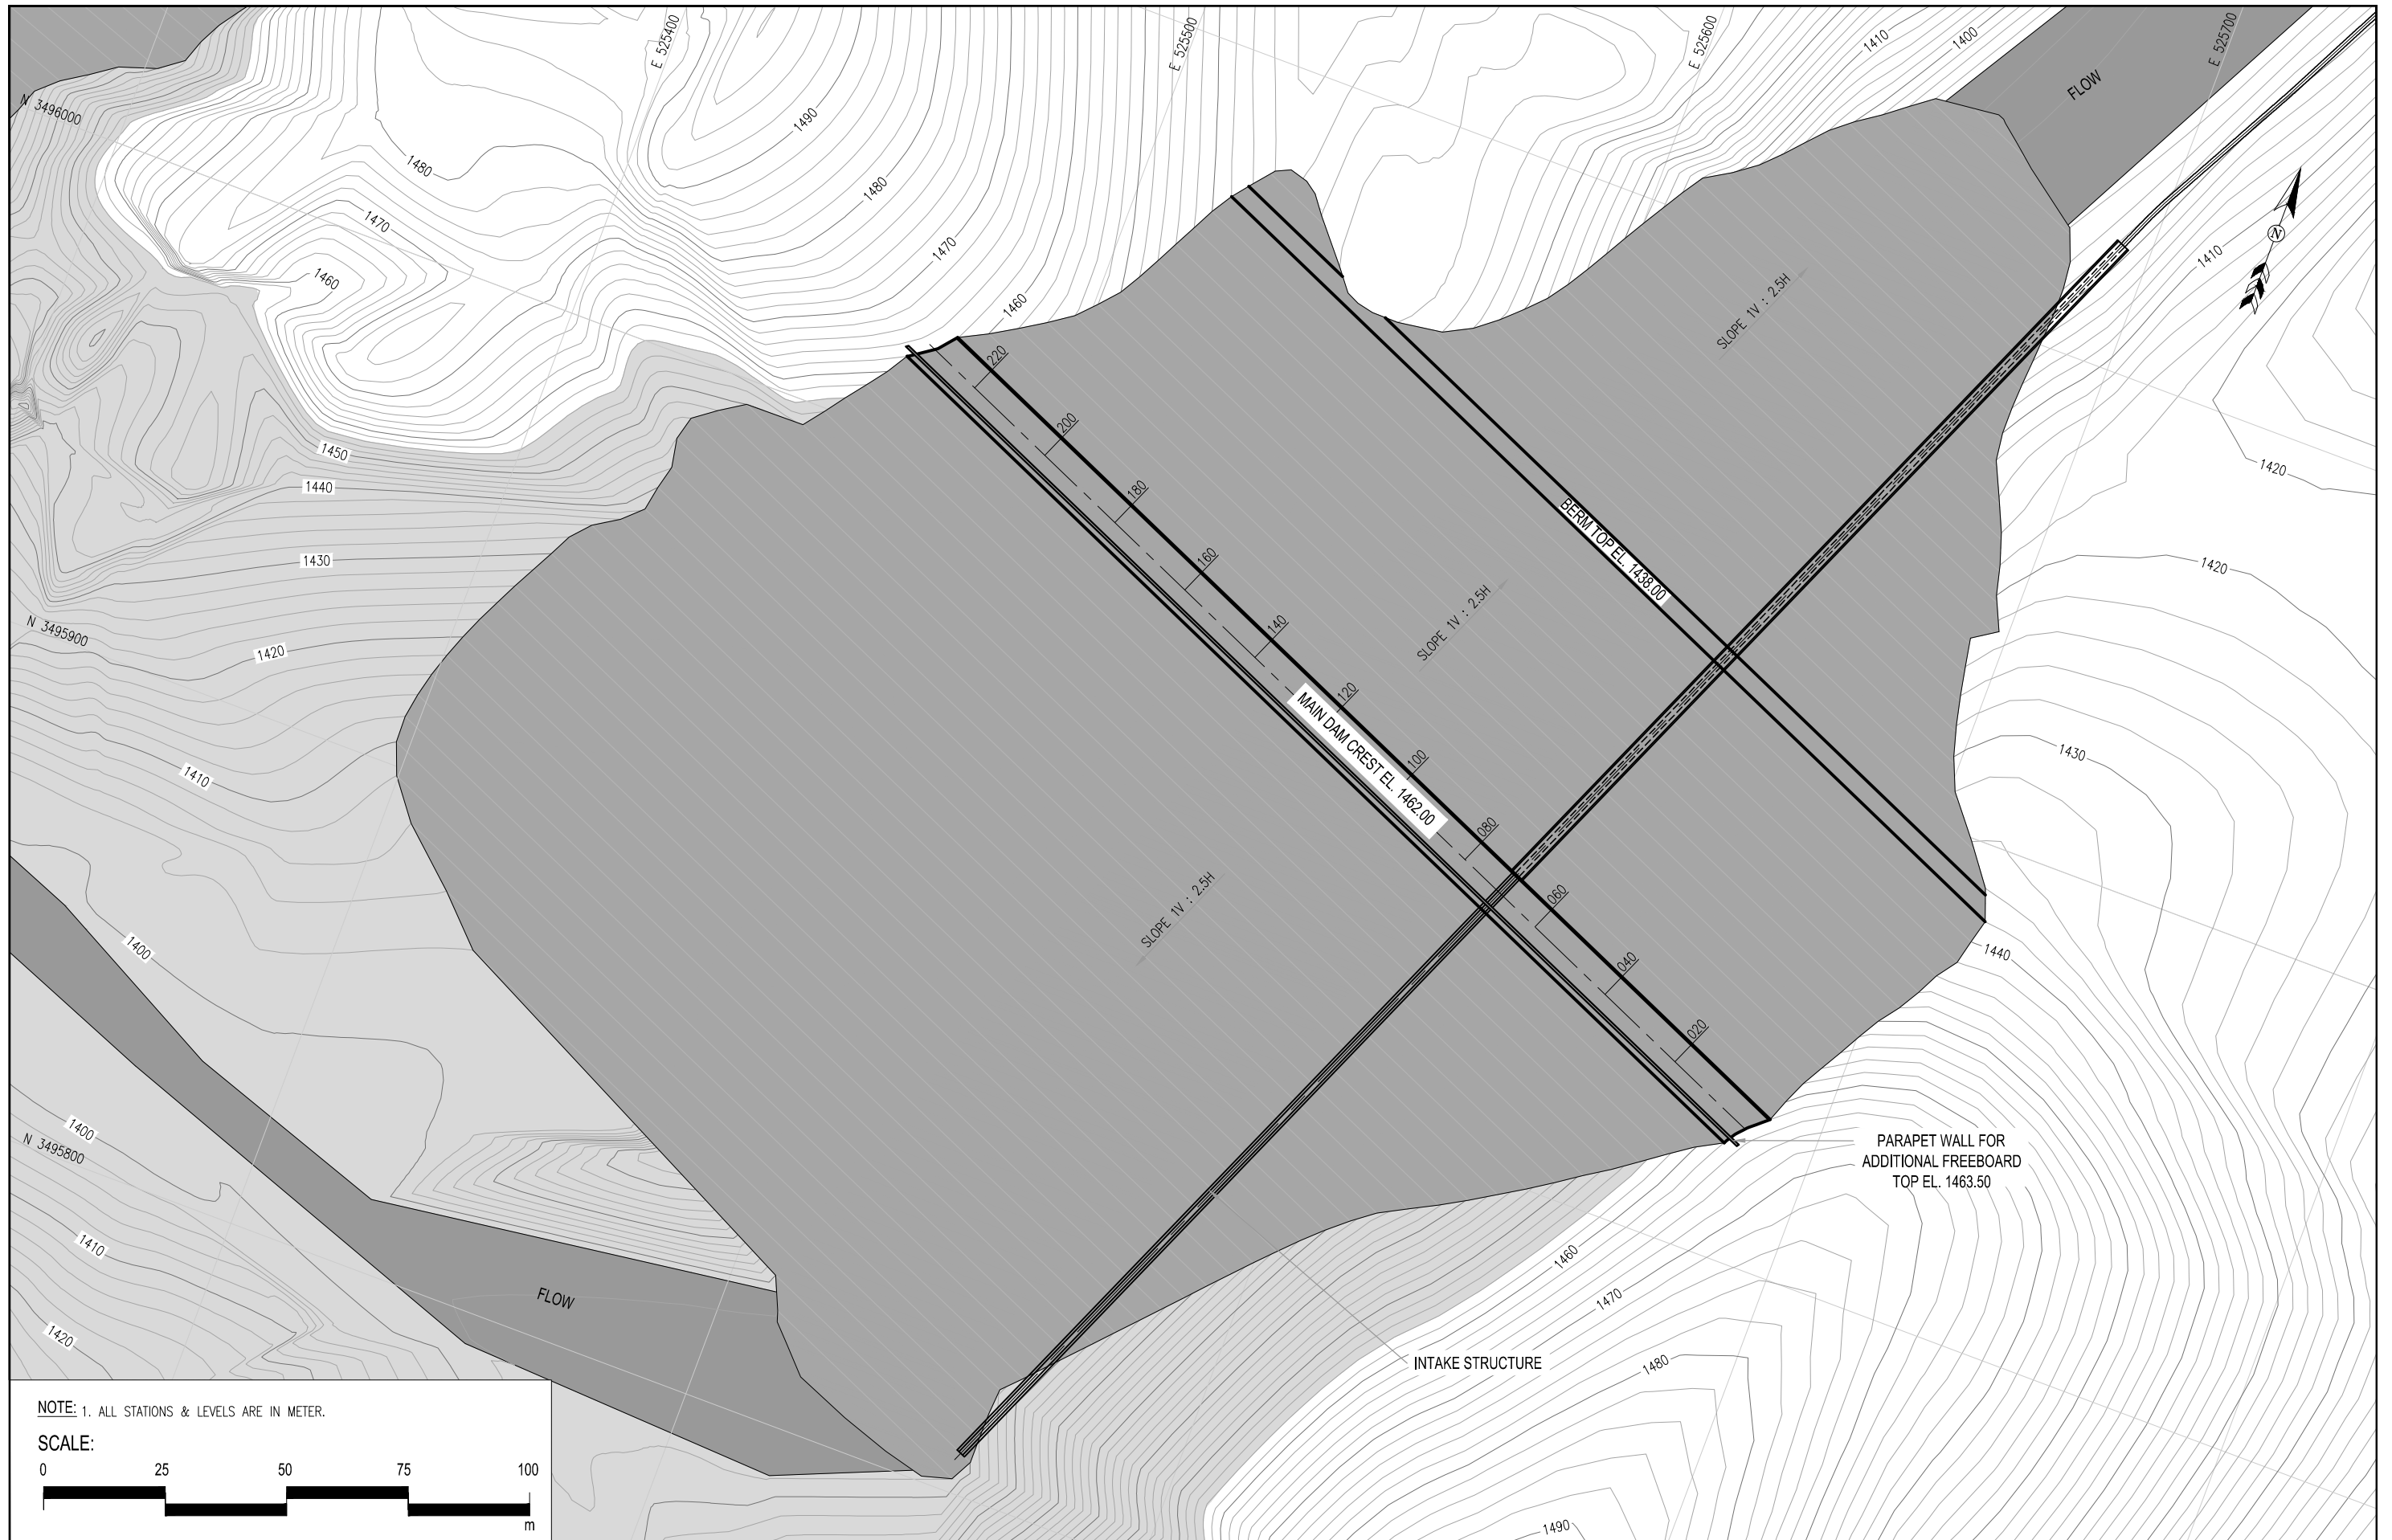 E 525400
E 525500
E 525600
E 525700
1410
1400
FLOW
N 3496000
1490
1480
1480
1470
1460
1470
1460
N
1410
SLOPE 1V : 2.5H
220
200
180
160
140
120
100
080
060
040
020
1450
1440
1430
1420
1410
1400
N 3495900
BERM TOP EL. 1438.00
SLOPE 1V : 2.5H
MAIN DAM CREST EL. 1462.00
SLOPE 1V : 2.5H
1420
1420
1430
1440
1400
N 3495800
1410
1420
FLOW
PARAPET WALL FOR
ADDITIONAL FREEBOARD
TOP EL. 1463.50
1460
1470
1480
1490
INTAKE STRUCTURE
NOTE: 1. ALL STATIONS & LEVELS ARE IN METER.
SCALE:
0 25 50 75 100
m